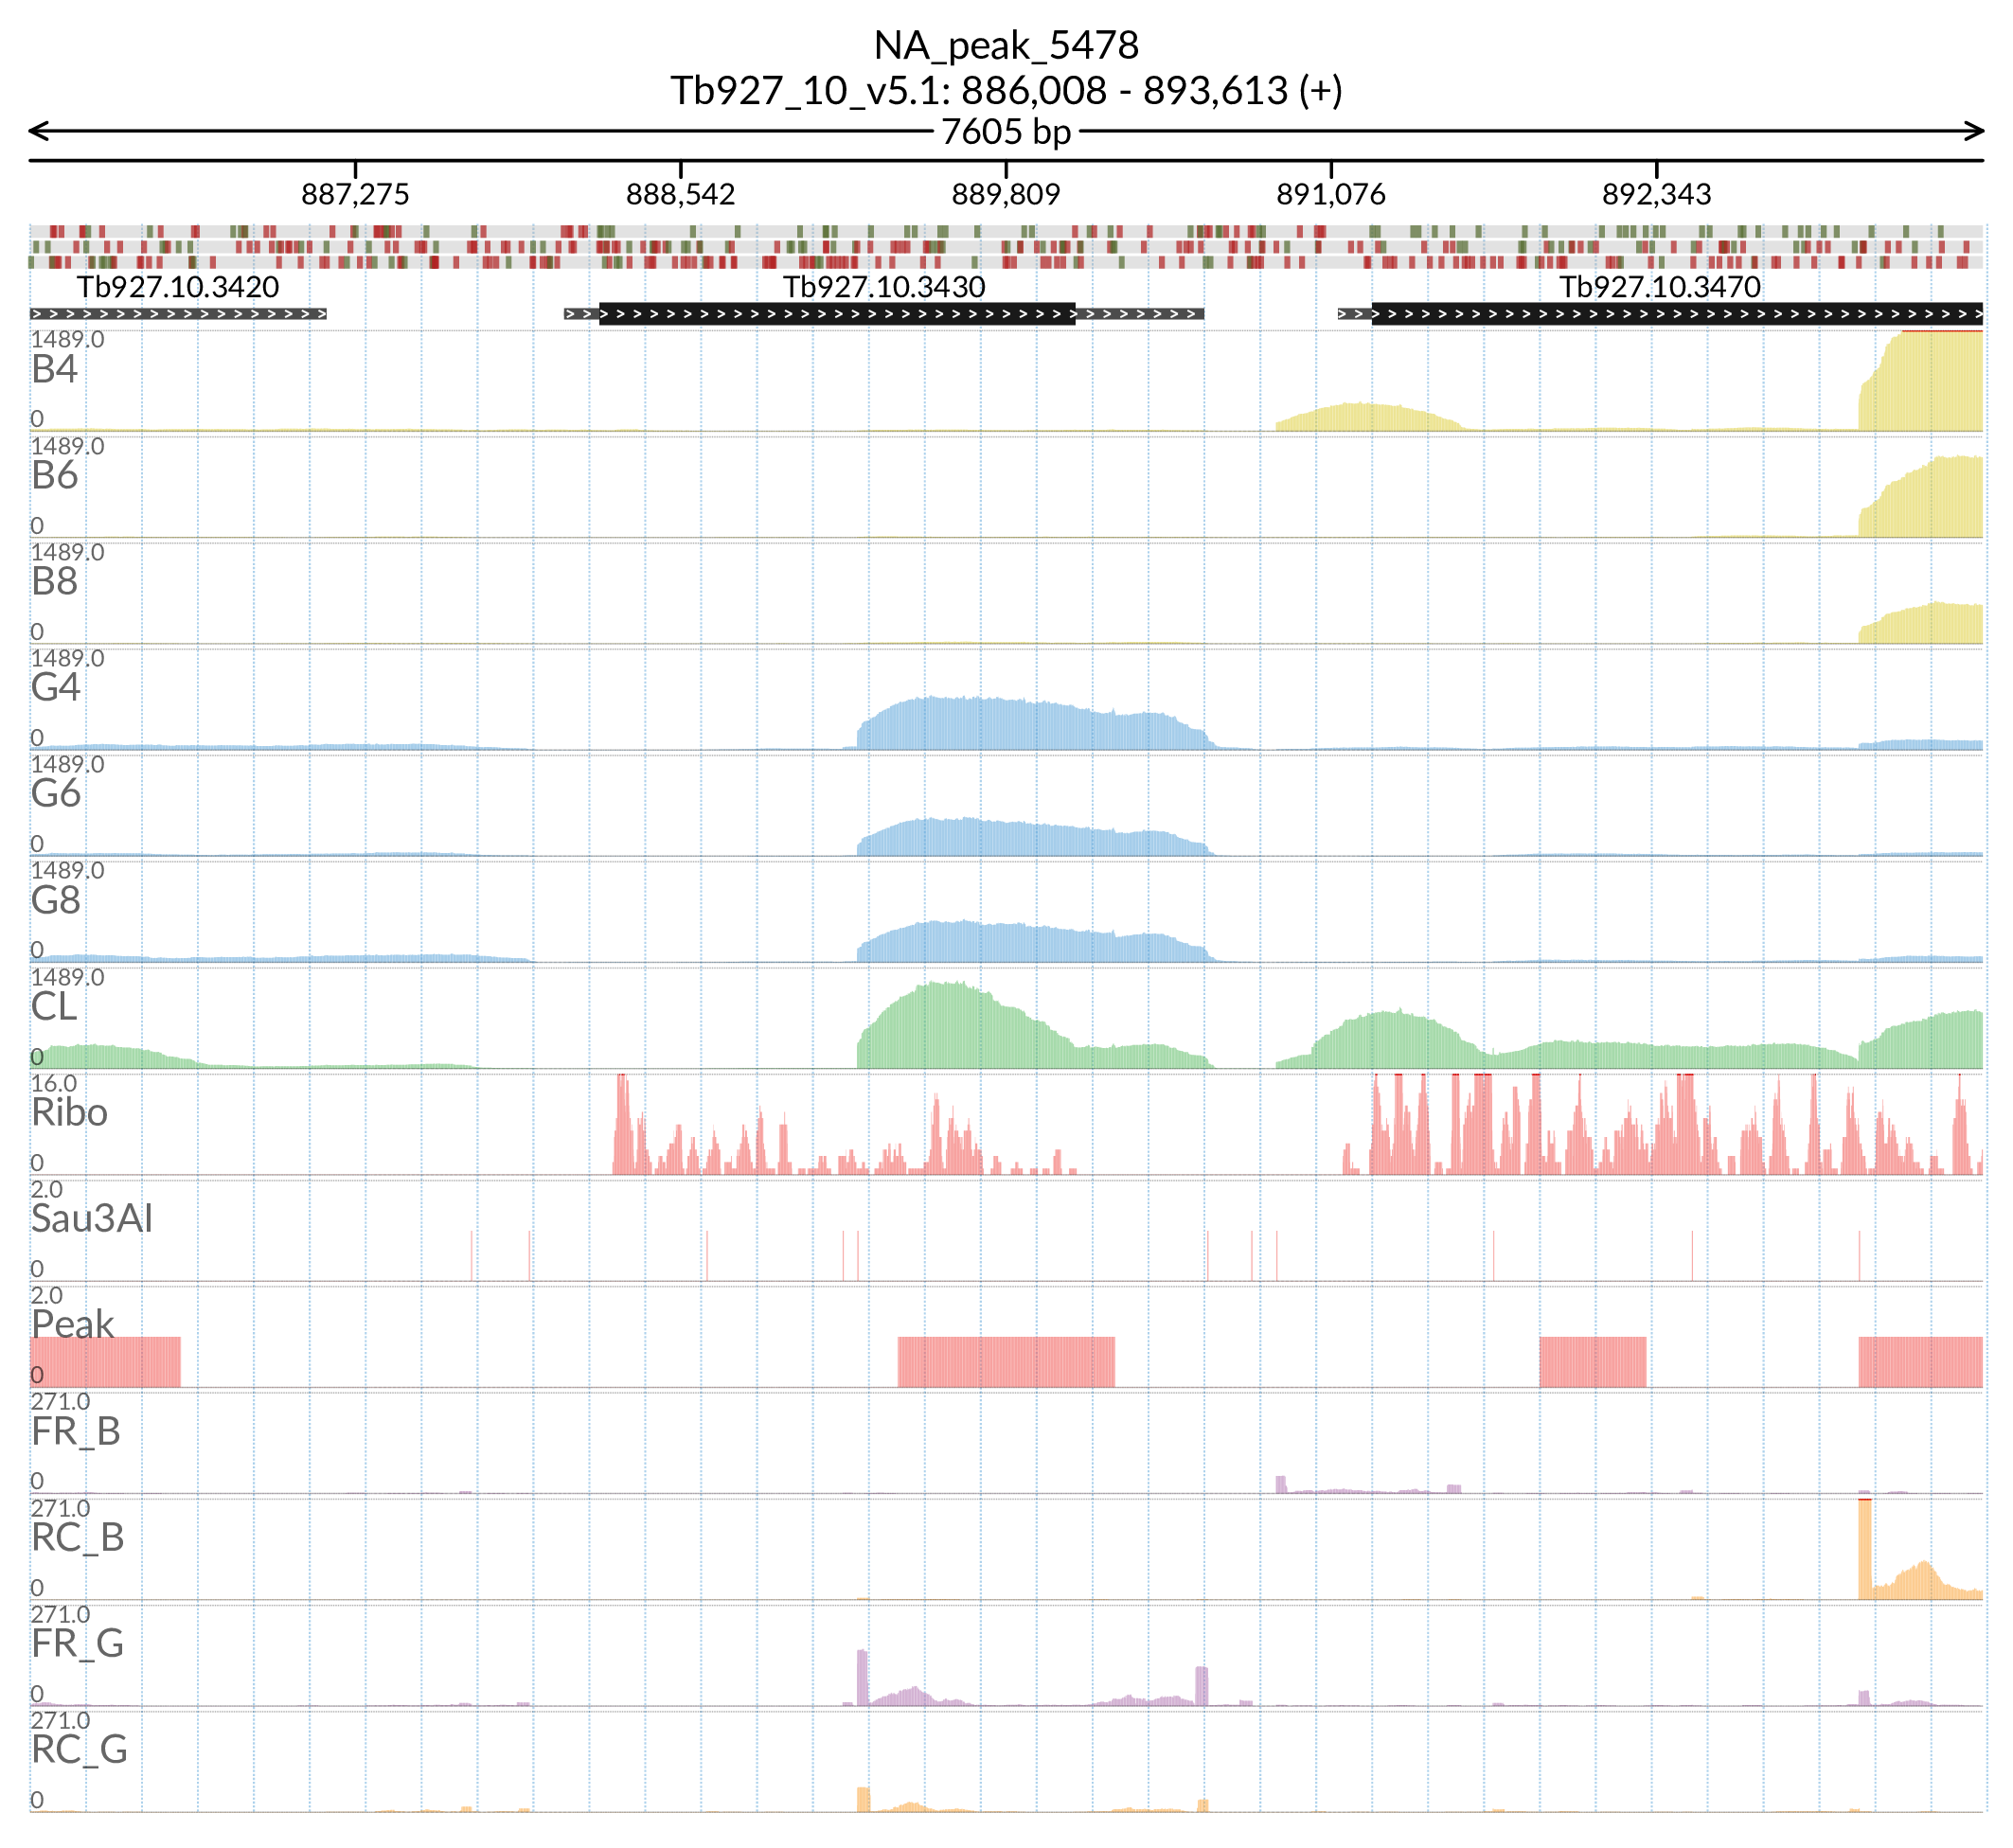 NA_peak_5478
Tb927_10_v5.1: 886,008 - 893,613 (+)
7605 bp
887,275 888,542 889,809 891,076 892,343
Tb927.10.3420 Tb927.10.3430 Tb927.10.3470
1489.0
B4
0
1489.0
B6
0
1489.0
B8
0
1489.0
G4
0
1489.0
G6
0
1489.0
G8
0
1489.0
CL
0
16.0
Ribo
0
2.0
Sau3AI
0
2.0
Peak
0
271.0
FR_B
0
271.0
RC_B
0
271.0
FR_G
0
271.0
RC_G
0